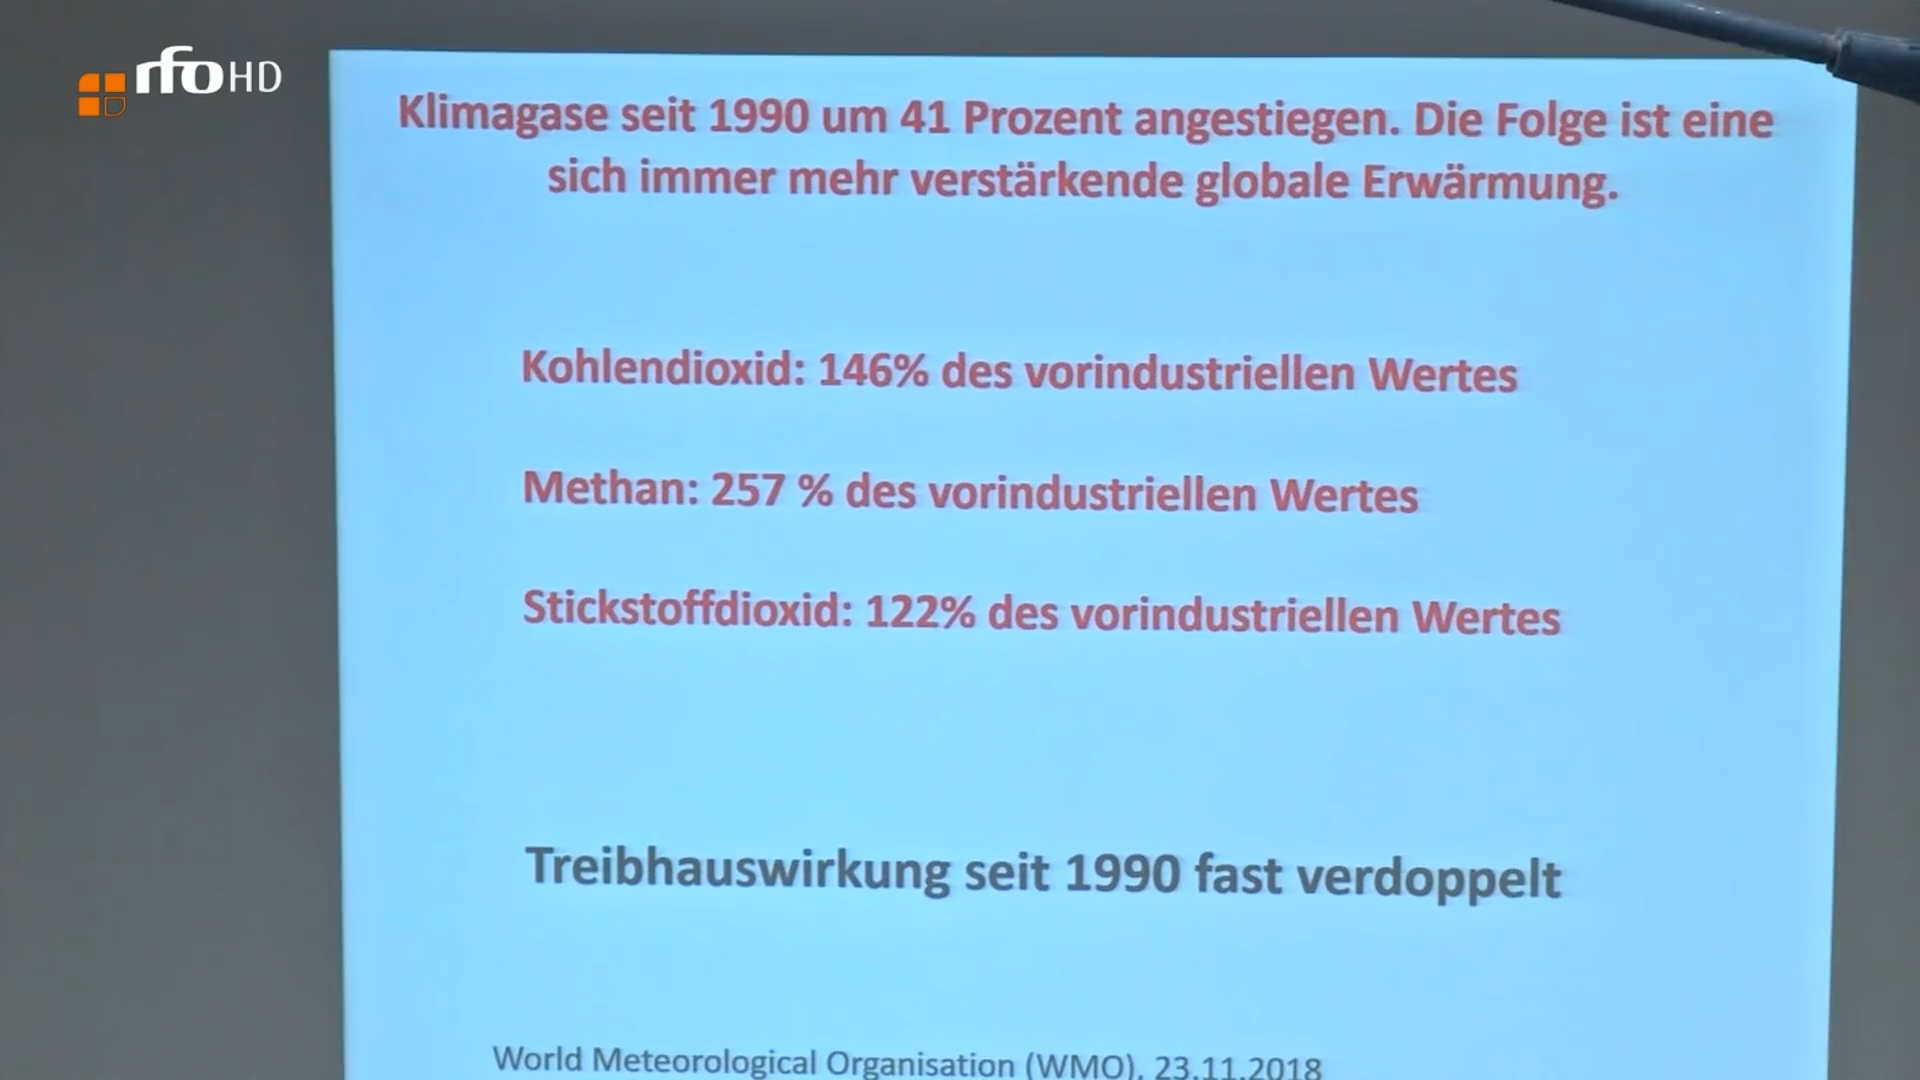 rfo HD
Klimagase seit 1990 um 41 Prozent angestiegen. Die Folge ist eine
sich immer mehr verstärkende globale Erwärmung.
Kohlendioxid: 146% des vorindustriellen Wertes
Methan: 257 % des vorindustriellen Wertes
Stickstoffdioxid: 122% des vorindustriellen Wertes
Treibhauswirkung seit 1990 fast verdoppelt
World Meteorological Organisation (WMO), 23.11.2018